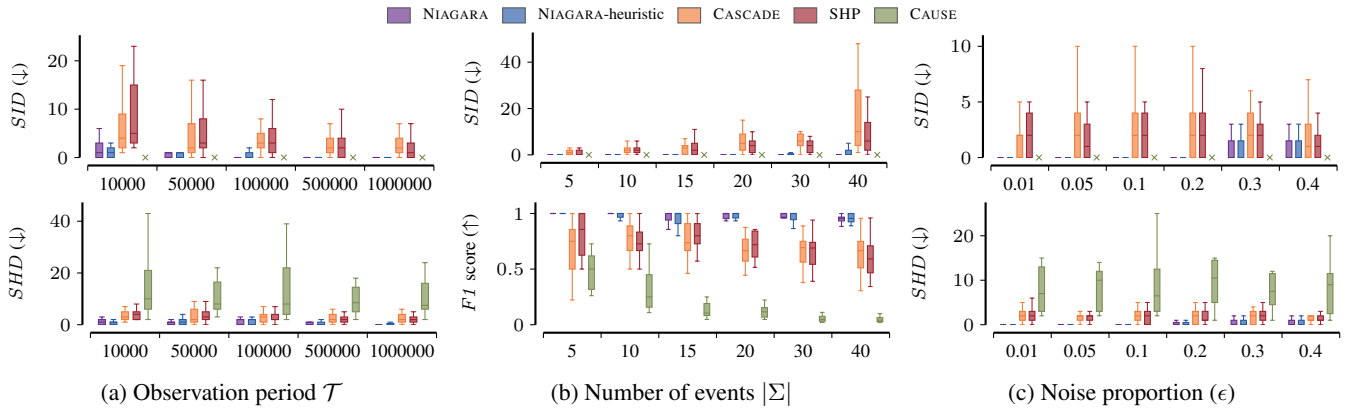 NIAGARA NIAGARA-heuristic CASCADE SHP CAUSE
SID (↓)
20
10
0
10000 50000 100000 500000 1000000
SHD (↓)
40
20
0
10000 50000 100000 500000 1000000
(a) Observation period 𝒯
SID (↓)
40
20
0
5 10 15 20 30 40
F1 score (↑)
1
0.5
0
5 10 15 20 30 40
(b) Number of events |Σ|
SID (↓)
10
5
0
0.01 0.05 0.1 0.2 0.3 0.4
SHD (↓)
20
10
0
0.01 0.05 0.1 0.2 0.3 0.4
(c) Noise proportion (ϵ)